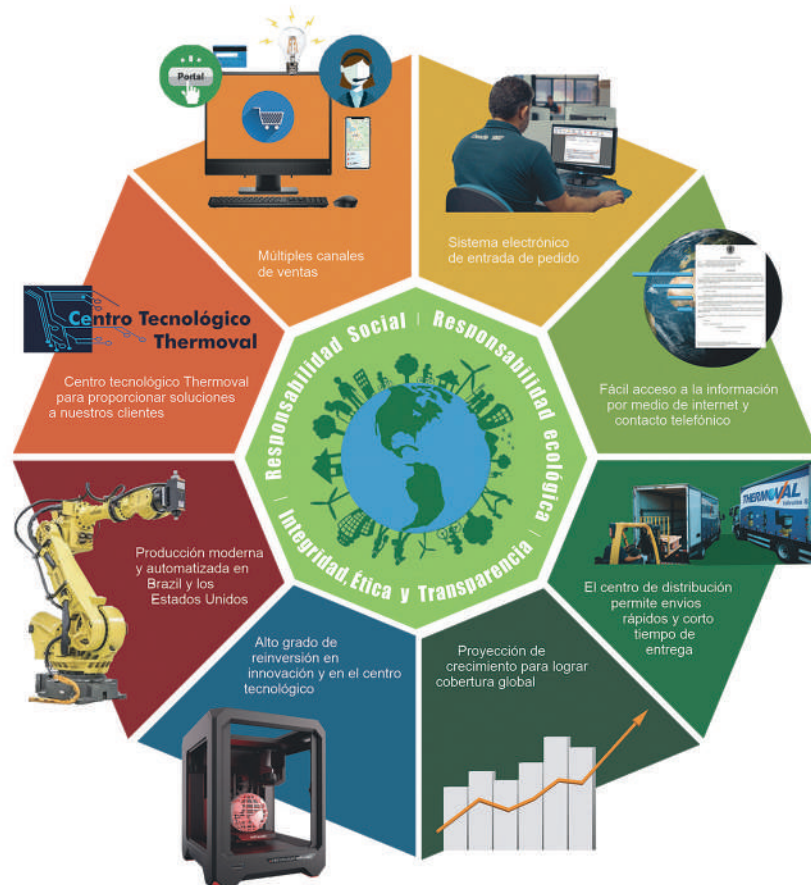 Portal
Múltiples canales
de ventas
Sistema electrónico
de entrada de pedido
Fácil acceso a la información
por medio de internet y
contacto telefónico
THERMOVAL
THERMOVAL
El centro de distribución
permite envios
rápidos y corto
tiempo de
entrega
Proyección de
crecimiento para lograr
cobertura global
Alto grado de
reinversión en
innovación y en el centro
tecnológico
Producción moderna
y automatizada en
Brazil y los
Estados Unidos
Centro Tecnológico
Thermoval
Centro tecnológico Thermoval
para proporcionar soluciones
a nuestros clientes
Responsabilidad Social | Responsabilidad ecológica |
Integridad, Ética y Transparencia |